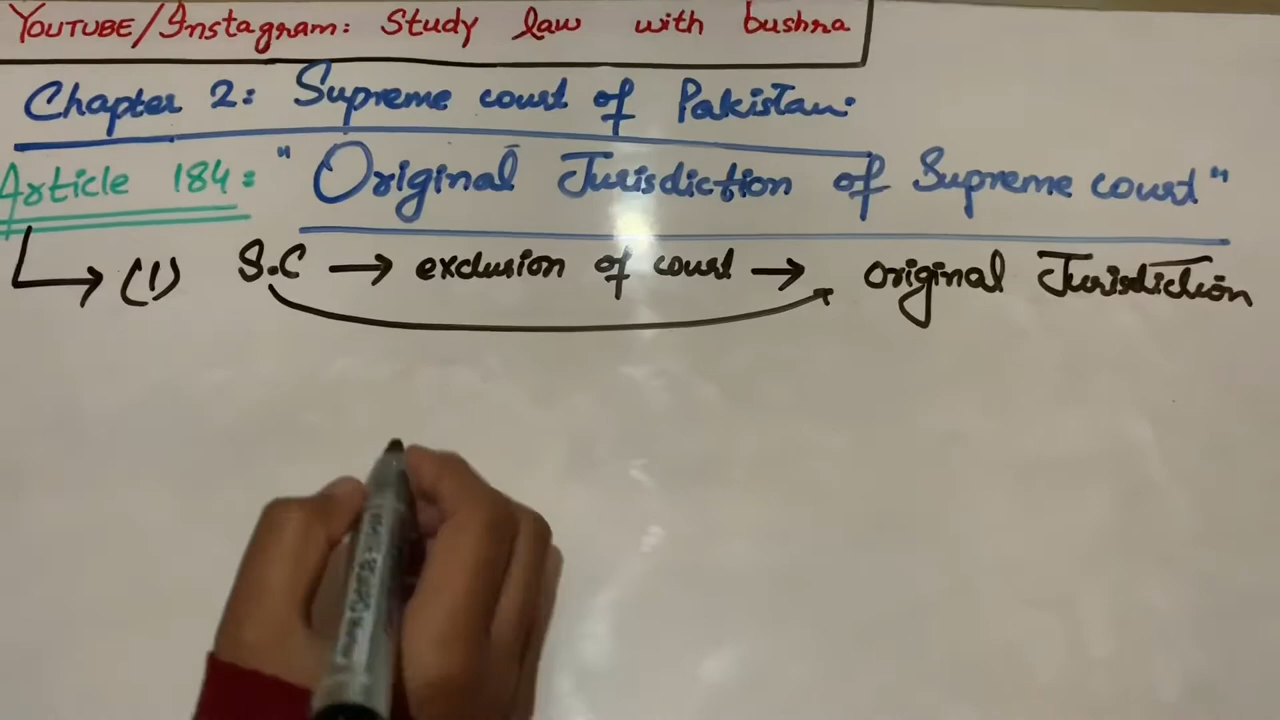 YOUTUBE/Instagram: Study law with bushra
Chapter 2: Supreme court of Pakistan:
Article 184: "Original Jurisdiction of Supreme court"
(1) S.C → exclusion of court → original Jurisdiction